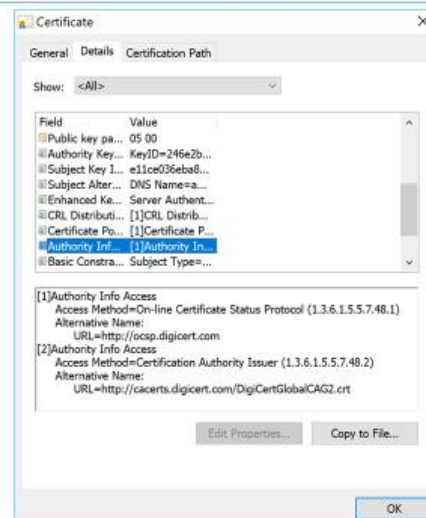 Certificate
General Details Certification Path
Show: <All>
Field Value
Public key pa... 05 00
Authority Key... KeyID=246e2b...
Subject Key I... e11ce036eba8...
Subject Alter... DNS Name=a...
Enhanced Ke... Server Authent...
CRL Distributi... [1]CRL Distrib...
Certificate Po... [1]Certificate P...
Authority Inf... [1]Authority In...
Basic Constra... Subject Type=...
[1]Authority Info Access
Access Method=On-line Certificate Status Protocol (1.3.6.1.5.5.7.48.1)
Alternative Name:
URL=http://ocsp.digicert.com
[2]Authority Info Access
Access Method=Certification Authority Issuer (1.3.6.1.5.5.7.48.2)
Alternative Name:
URL=http://cacerts.digicert.com/DigiCertGlobalCAG2.crt
Edit Properties... Copy to File...
OK